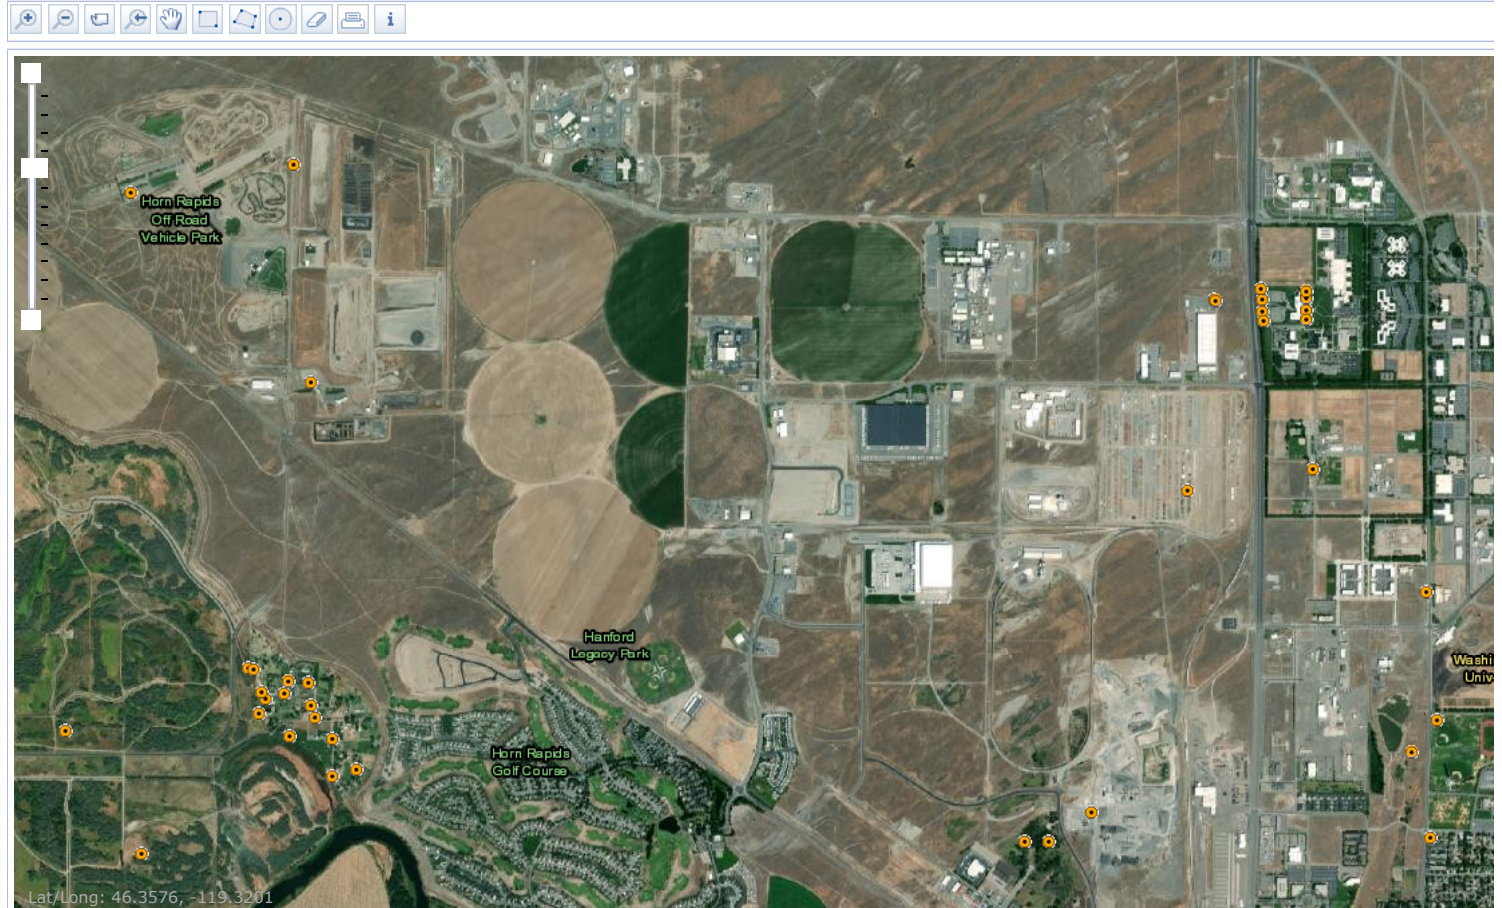 Horn Rapids
Off Road
Vehicle Park
Hanford
Legacy Park
Washi
Univ
Horn Rapids
Golf Course
Lat/Long: 46.3576, -119.3201